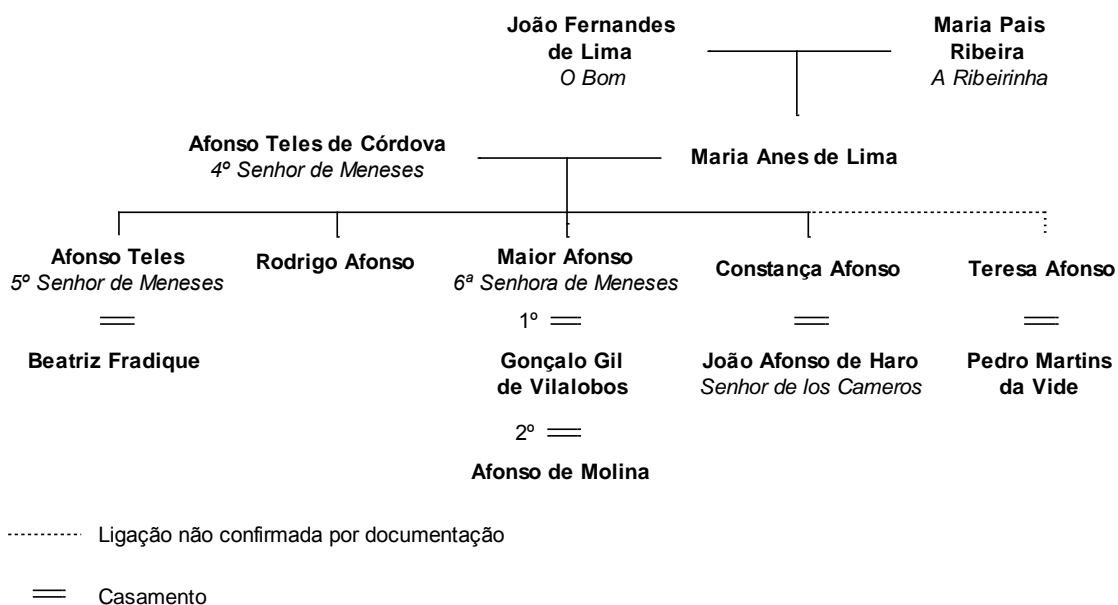 João Fernandes
de Lima
O Bom
Maria Pais
Ribeira
A Ribeirinha
Afonso Teles de Córdova
4º Senhor de Meneses
Maria Anes de Lima
Afonso Teles
5º Senhor de Meneses
Rodrigo Afonso
Maior Afonso
6ª Senhora de Meneses
Constança Afonso
Teresa Afonso
1º
Beatriz Fradique
Gonçalo Gil
de Vilalobos
João Afonso de Haro
Senhor de los Cameros
Pedro Martins
da Vide
2º
Afonso de Molina
Ligação não confirmada por documentação
Casamento